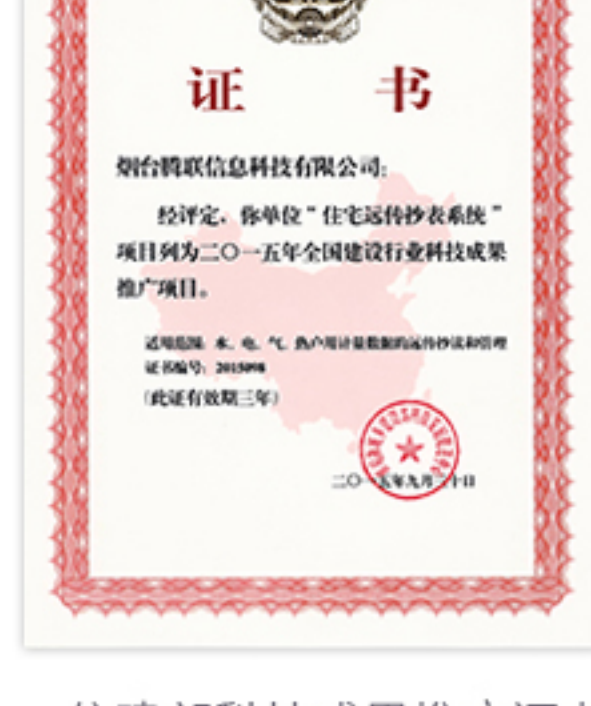 证 书
烟台腾联信息科技有限公司:
经评定,你单位“住宅远传抄表系统”
项目列为二〇一五年全国建设行业科技成果
推广项目。
适用范围: 水、电、气、热户用计量数据的远传抄读和管理
证书编号: 2015098
(此证有效期三年)
二〇一五年九月二十日